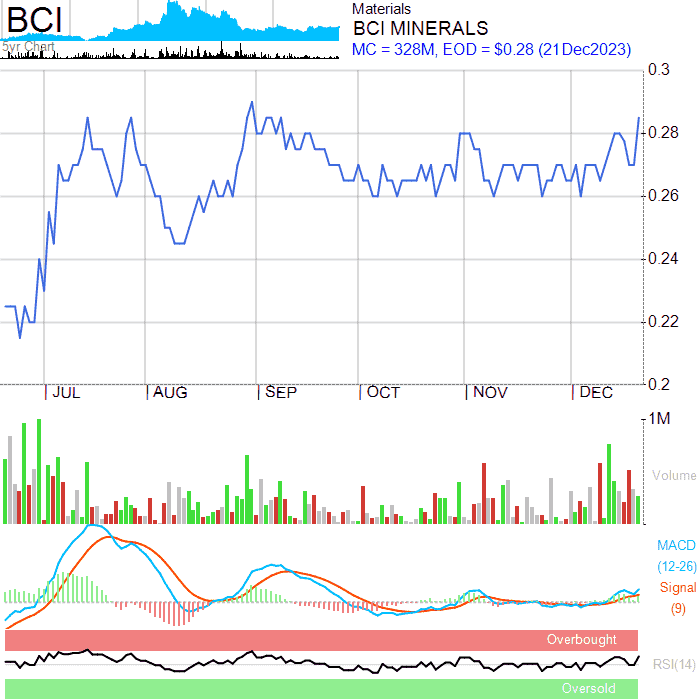 BCI
5yr Chart
Materials
BCI MINERALS
MC = 328M, EOD = $0.28 (21Dec2023)
0.3
0.28
0.26
0.24
0.22
0.2
JUL AUG SEP OCT NOV DEC
1M
Volume
MACD
(12-26)
Signal
(9)
Overbought
RSI(14)
Oversold